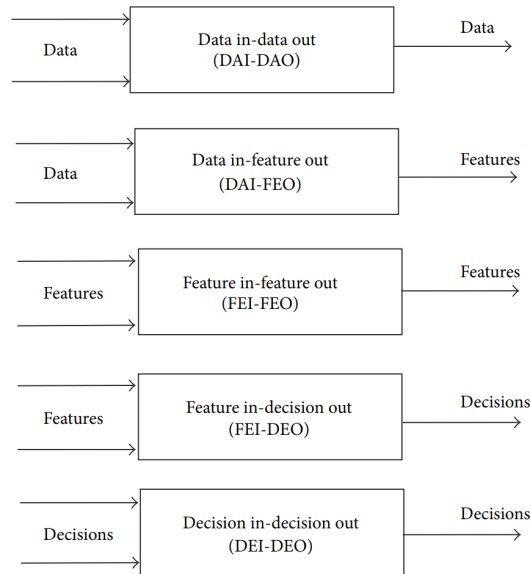 Data
Data in-data out
(DAI-DAO)
Data
Data
Data in-feature out
(DAI-FEO)
Features
Features
Feature in-feature out
(FEI-FEO)
Features
Features
Feature in-decision out
(FEI-DEO)
Decisions
Decisions
Decision in-decision out
(DEI-DEO)
Decisions